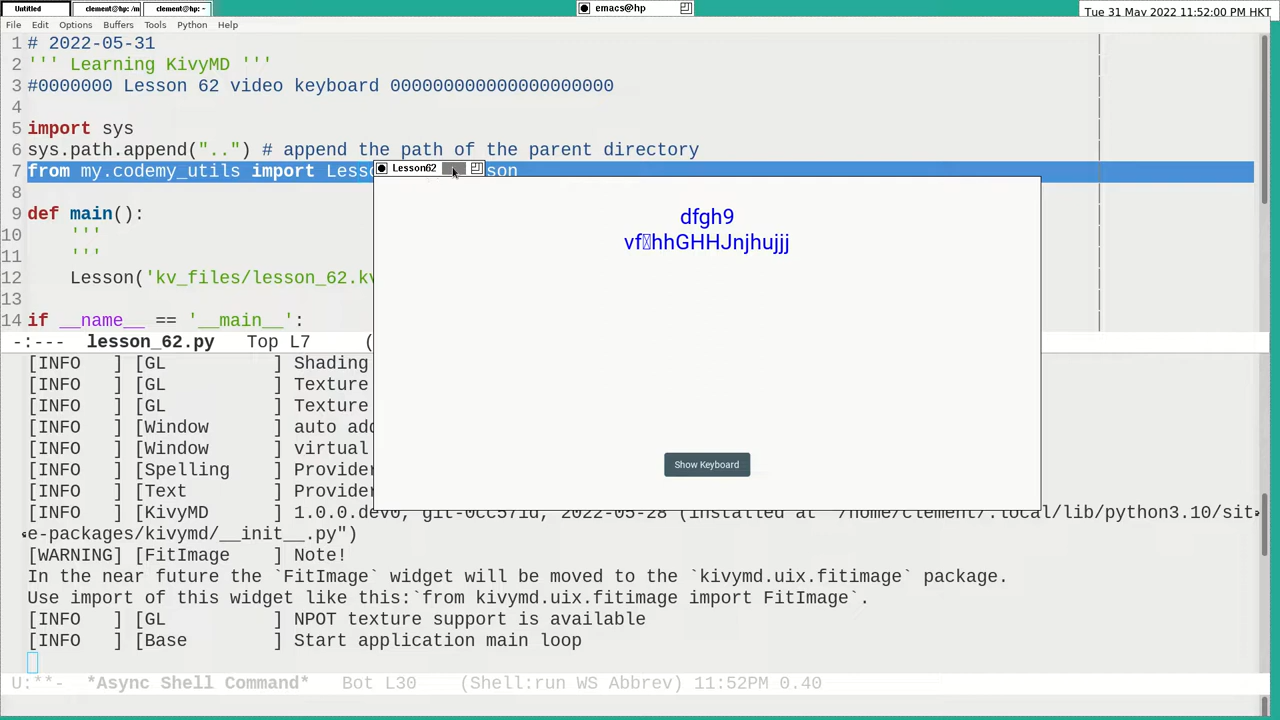 Untitled
clement@hp: /m
clement@hp: ~
emacs@hp
Tue 31 May 2022 11:52:00 PM HKT
File Edit Options Buffers Tools Python Help
1 # 2022-05-31
2 ''' Learning KivyMD '''
3 #0000000 Lesson 62 video keyboard 000000000000000000000
4
5 import sys
6 sys.path.append("..") # append the path of the parent directory
7 from my.codemy_utils import Lesso son
8
9 def main():
10 '''
11 '''
12 Lesson('kv_files/lesson_62.kv
13
14 if __name__ == '__main__':
-:--- lesson_62.py Top L7 (
Lesson62
dfgh9
vf▯hhGHHJnjhujjj
Show Keyboard
[INFO ] [GL ] Shading
[INFO ] [GL ] Texture
[INFO ] [GL ] Texture
[INFO ] [Window ] auto add
[INFO ] [Window ] virtual
[INFO ] [Spelling ] Provider
[INFO ] [Text ] Provider
[INFO ] [KivyMD ] 1.0.0.dev0, git-0cc571d, 2022-05-28 (installed at "/home/clement/.local/lib/python3.10/sit
e-packages/kivymd/__init__.py")
[WARNING] [FitImage ] Note!
In the near future the `FitImage` widget will be moved to the `kivymd.uix.fitimage` package.
Use import of this widget like this:`from kivymd.uix.fitimage import FitImage`.
[INFO ] [GL ] NPOT texture support is available
[INFO ] [Base ] Start application main loop
U:**- *Async Shell Command* Bot L30 (Shell:run WS Abbrev) 11:52PM 0.40